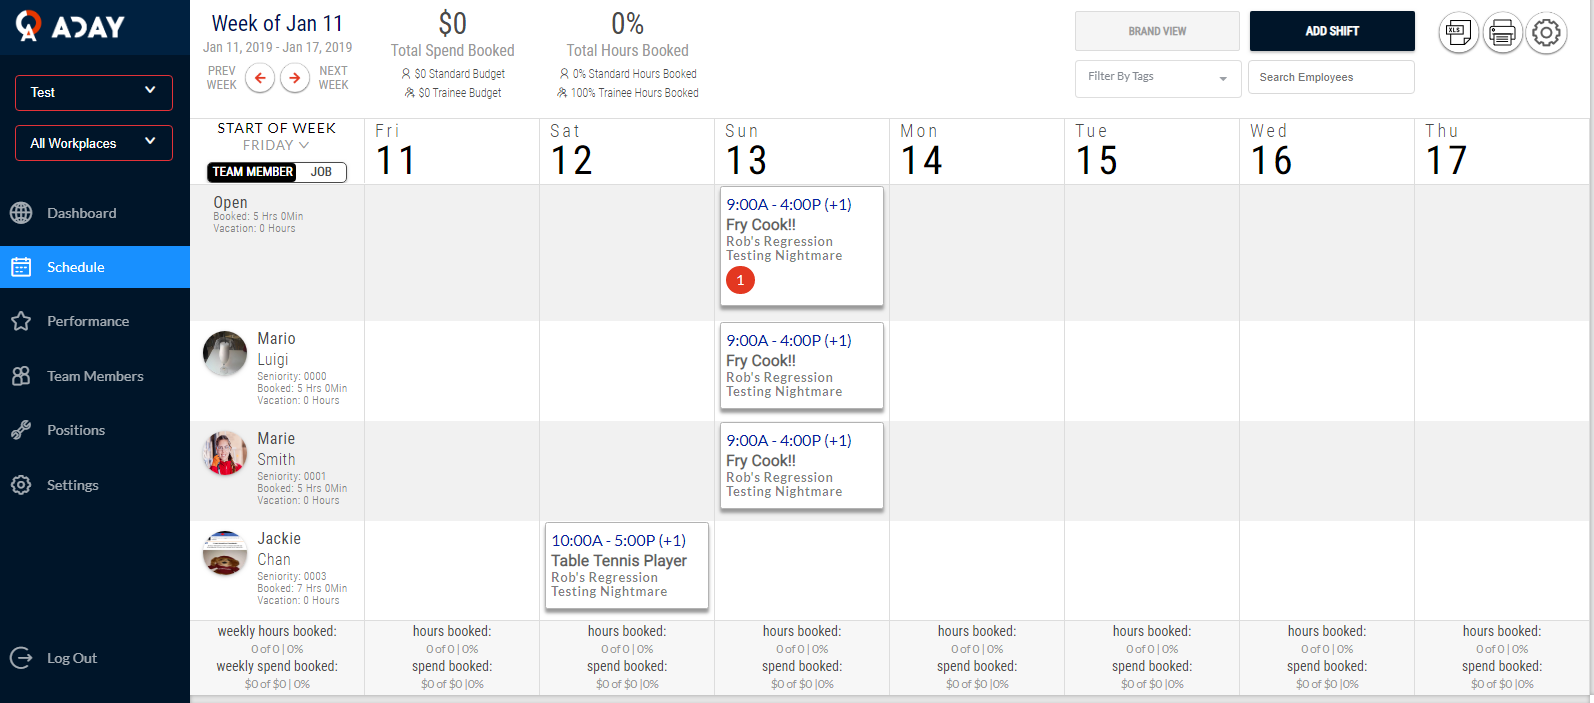 ADAY
Test
All Workplaces
Dashboard
Schedule
Performance
Team Members
Positions
Settings
Log Out
Week of Jan 11
Jan 11, 2019 - Jan 17, 2019
PREV WEEK
NEXT WEEK
$0
Total Spend Booked
$0 Standard Budget
$0 Trainee Budget
0%
Total Hours Booked
0% Standard Hours Booked
100% Trainee Hours Booked
BRAND VIEW
ADD SHIFT
XLS
Filter By Tags
Search Employees
START OF WEEK
FRIDAY
TEAM MEMBER JOB
Fri
11
Sat
12
Sun
13
Mon
14
Tue
15
Wed
16
Thu
17
Open
Booked: 5 Hrs 0Min
Vacation: 0 Hours
9:00A - 4:00P (+1)
Fry Cook!!
Rob's Regression
Testing Nightmare
1
Mario
Luigi
Seniority: 0000
Booked: 5 Hrs 0Min
Vacation: 0 Hours
9:00A - 4:00P (+1)
Fry Cook!!
Rob's Regression
Testing Nightmare
Marie
Smith
Seniority: 0001
Booked: 5 Hrs 0Min
Vacation: 0 Hours
9:00A - 4:00P (+1)
Fry Cook!!
Rob's Regression
Testing Nightmare
Jackie
Chan
Seniority: 0003
Booked: 7 Hrs 0Min
Vacation: 0 Hours
10:00A - 5:00P (+1)
Table Tennis Player
Rob's Regression
Testing Nightmare
weekly hours booked:
0 of 0 | 0%
weekly spend booked:
$0 of $0 | 0%
hours booked:
0 of 0 | 0%
spend booked:
$0 of $0 |0%
hours booked:
0 of 0 | 0%
spend booked:
$0 of $0 |0%
hours booked:
0 of 0 | 0%
spend booked:
$0 of $0 |0%
hours booked:
0 of 0 | 0%
spend booked:
$0 of $0 |0%
hours booked:
0 of 0 | 0%
spend booked:
$0 of $0 |0%
hours booked:
0 of 0 | 0%
spend booked:
$0 of $0 |0%
hours booked:
0 of 0 | 0%
spend booked:
$0 of $0 |0%